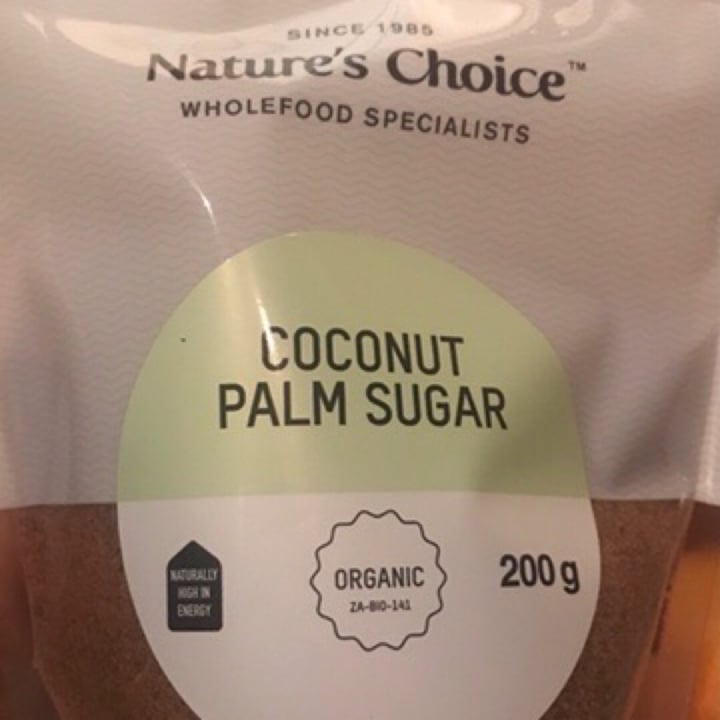 SINCE 1985
Nature's Choice™
WHOLEFOOD SPECIALISTS
COCONUT
PALM SUGAR
NATURALLY
HIGH IN
ENERGY
ORGANIC
ZA-BIO-141
200g